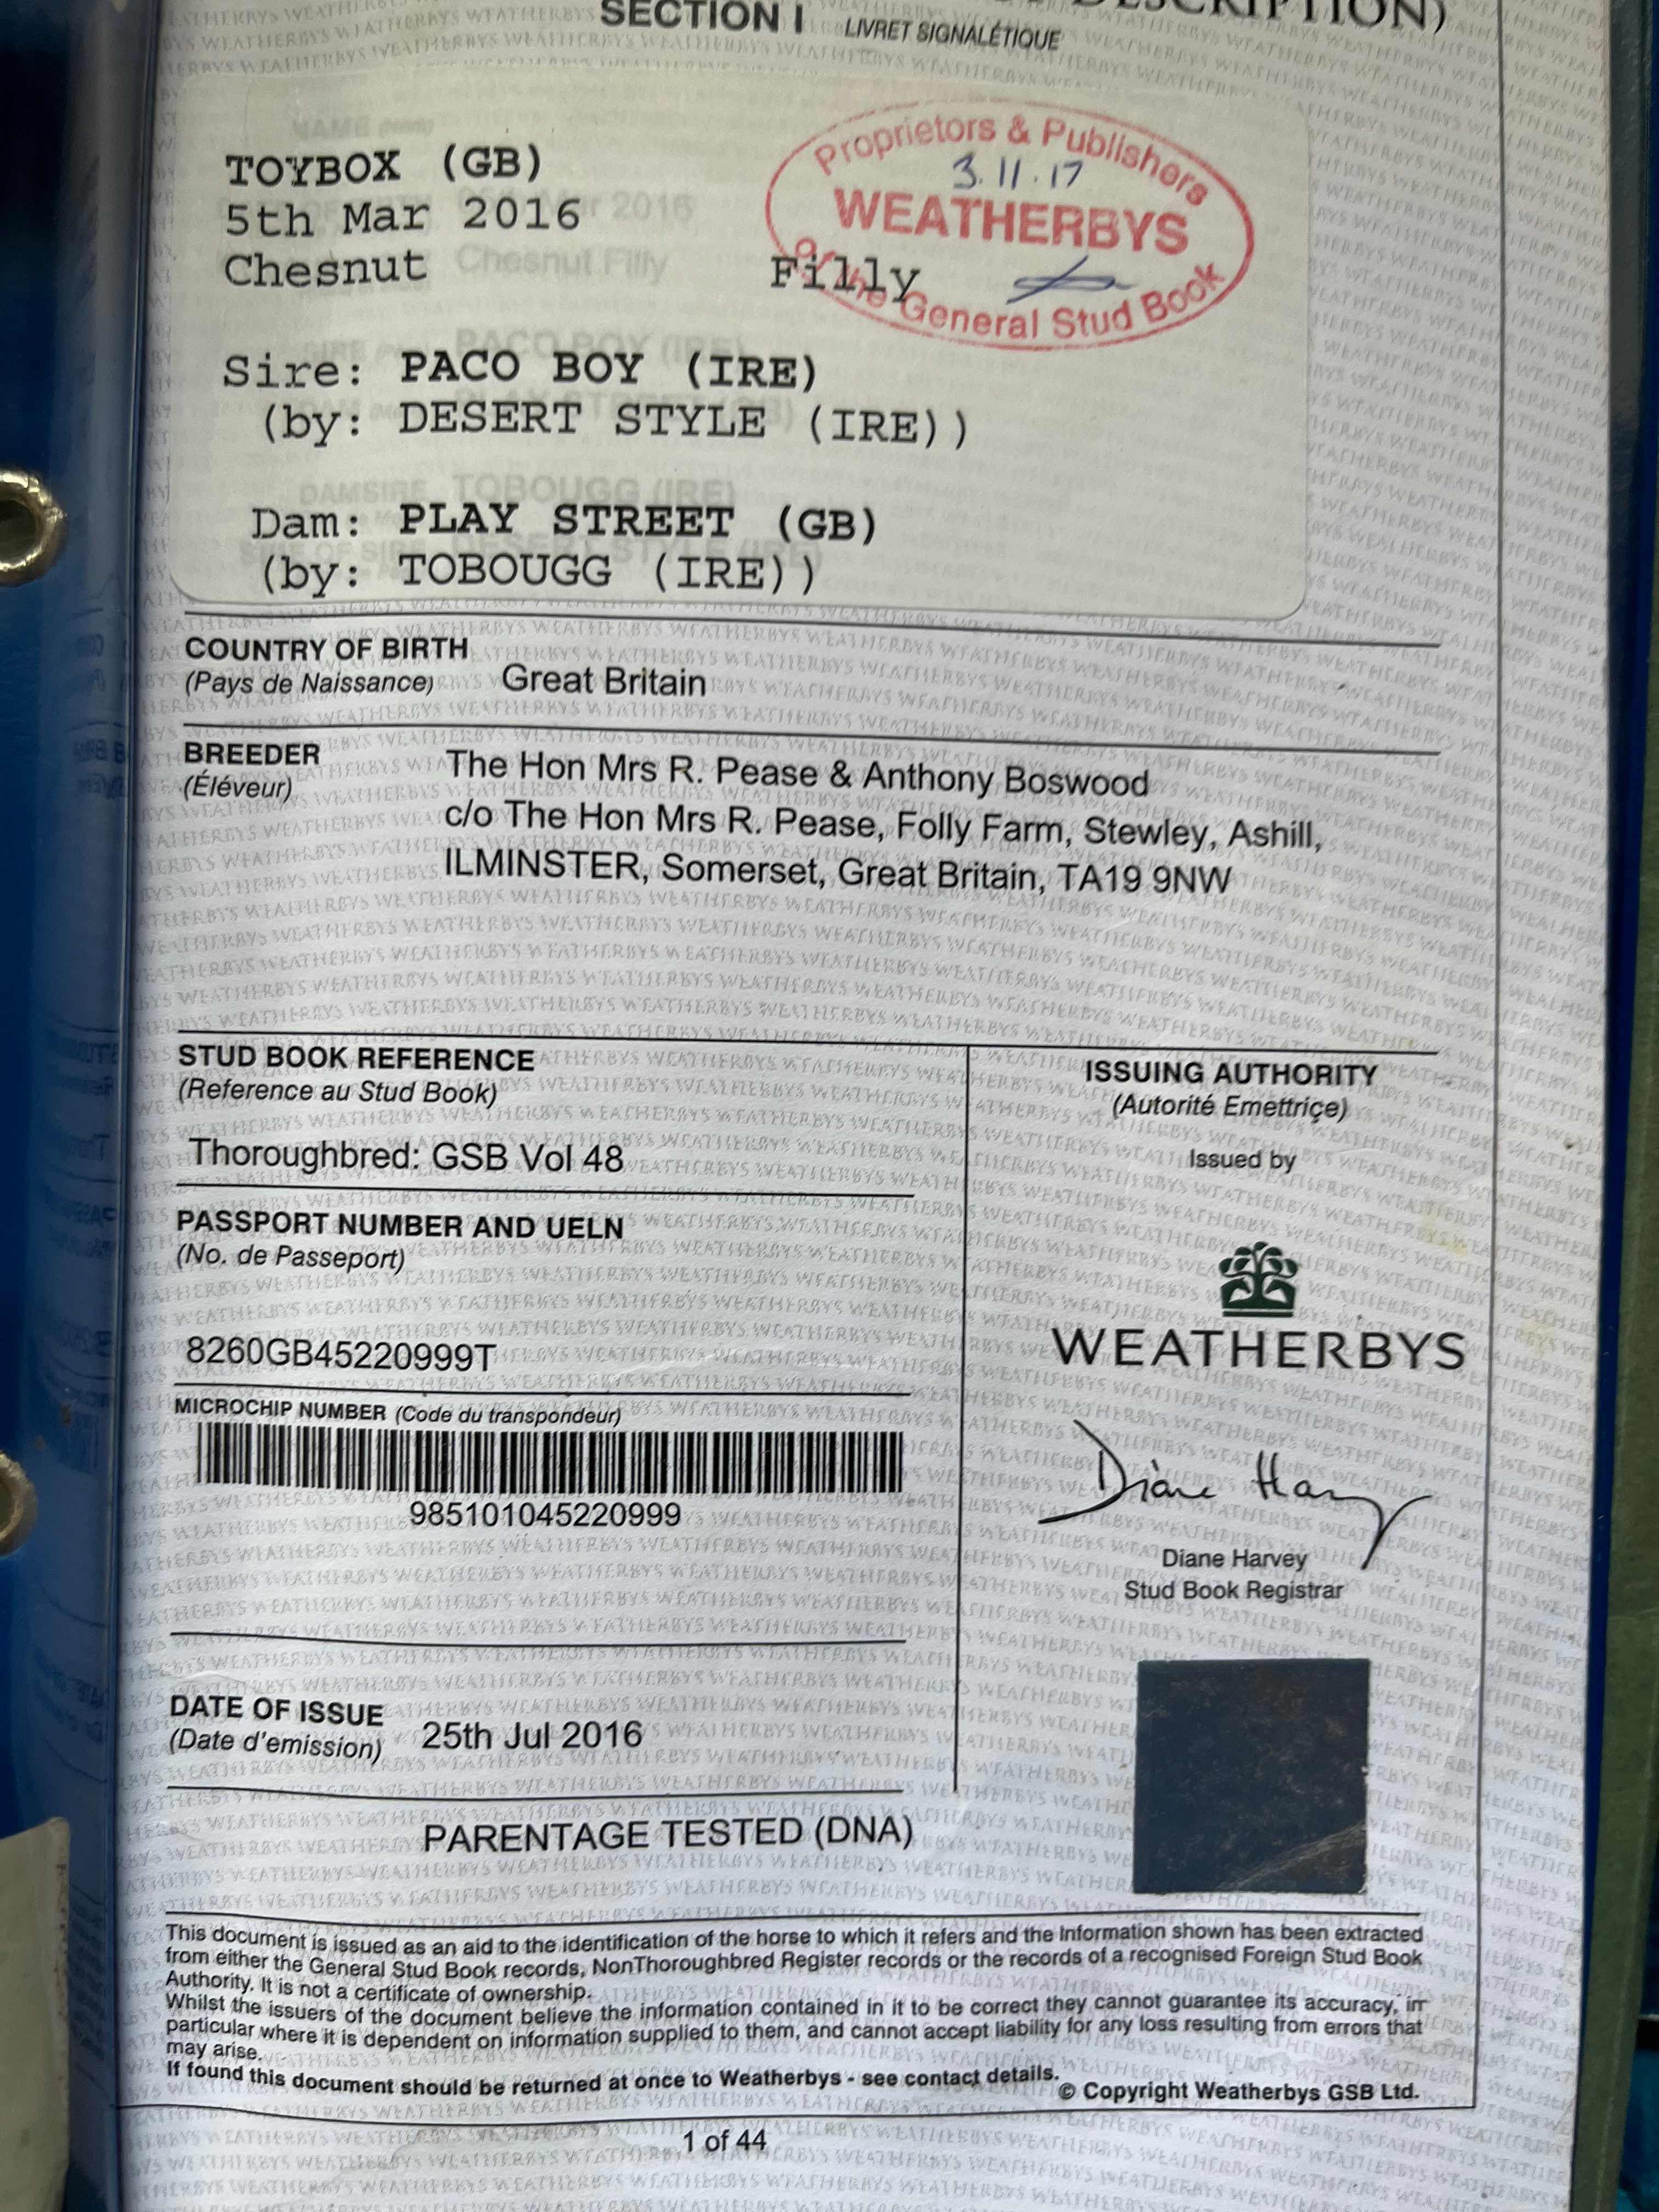 SECTION I
LIVRET SIGNALÉTIQUE
TOYBOX (GB)
5th Mar 2016
Chesnut Filly
Proprietors & Publishers
3.11.17
WEATHERBYS
of the General Stud Book
Sire: PACO BOY (IRE)
(by: DESERT STYLE (IRE))
Dam: PLAY STREET (GB)
(by: TOBOUGG (IRE))
COUNTRY OF BIRTH
(Pays de Naissance) Great Britain
BREEDER
(Éléveur)
The Hon Mrs R. Pease & Anthony Boswood
c/o The Hon Mrs R. Pease, Folly Farm, Stewley, Ashill,
ILMINSTER, Somerset, Great Britain, TA19 9NW
STUD BOOK REFERENCE
(Reference au Stud Book)
Thoroughbred: GSB Vol 48
PASSPORT NUMBER AND UELN
(No. de Passeport)
8260GB45220999T
MICROCHIP NUMBER (Code du transpondeur)
985101045220999
DATE OF ISSUE
(Date d'emission) 25th Jul 2016
PARENTAGE TESTED (DNA)
ISSUING AUTHORITY
(Autorité Emettriçe)
Issued by
WEATHERBYS
Diane Harvey
Stud Book Registrar
This document is issued as an aid to the identification of the horse to which it refers and the Information shown has been extracted
from either the General Stud Book records, NonThoroughbred Register records or the records of a recognised Foreign Stud Book
Authority. It is not a certificate of ownership.
Whilst the issuers of the document believe the information contained in it to be correct they cannot guarantee its accuracy, in
particular where it is dependent on information supplied to them, and cannot accept liability for any loss resulting from errors that
may arise.
If found this document should be returned at once to Weatherbys - see contact details.
© Copyright Weatherbys GSB Ltd.
1 of 44